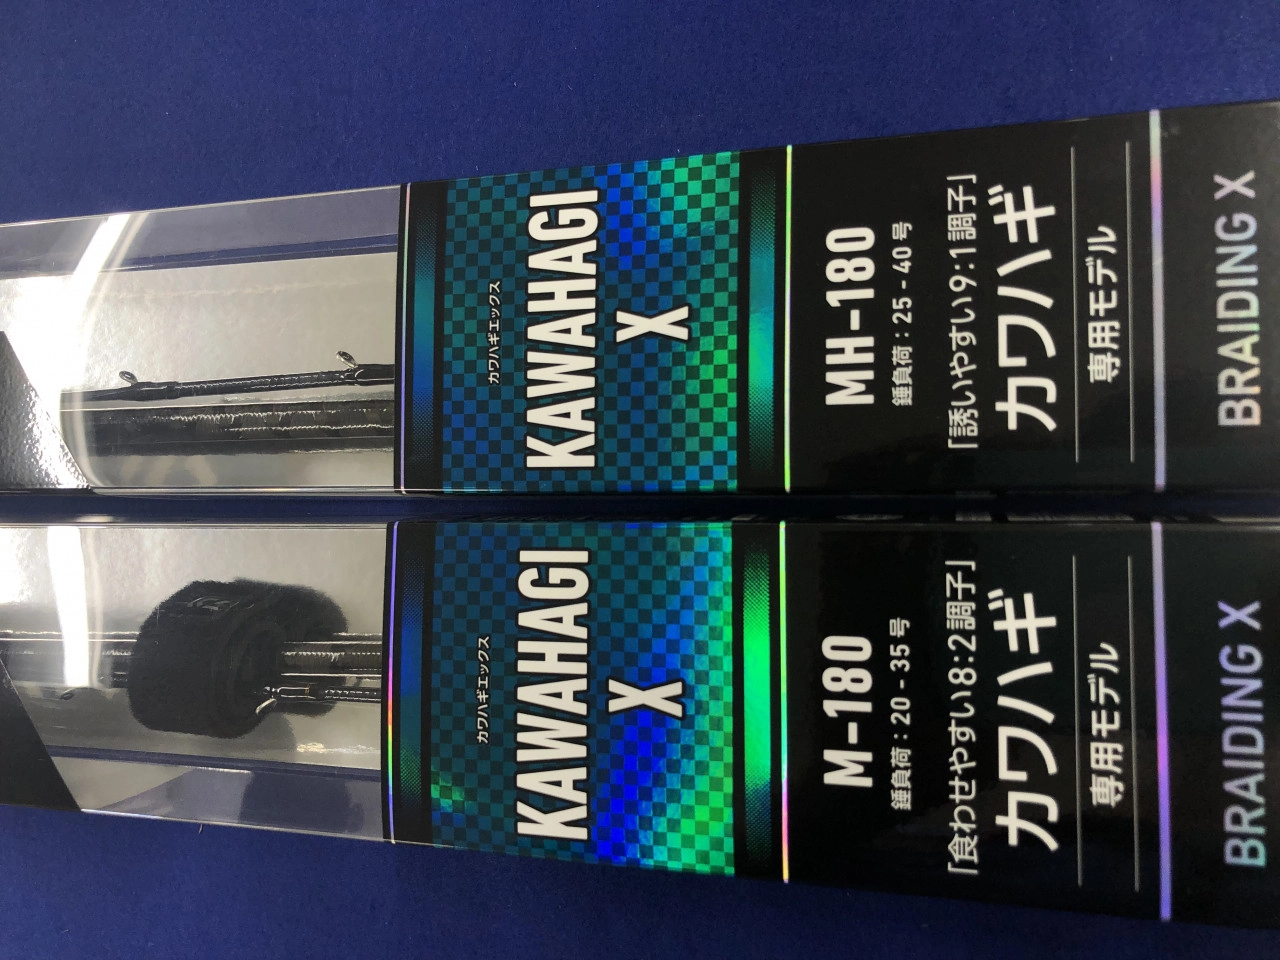 カワハギエックス
KAWAHAGI
X
MH-180
錘負荷：25-40号
「誘いやすい9:1調子」
カワハギ
専用モデル
BRAIDING X
カワハギエックス
KAWAHAGI
X
M-180
錘負荷：20-35号
「食わせやすい8:2調子」
カワハギ
専用モデル
BRAIDING X